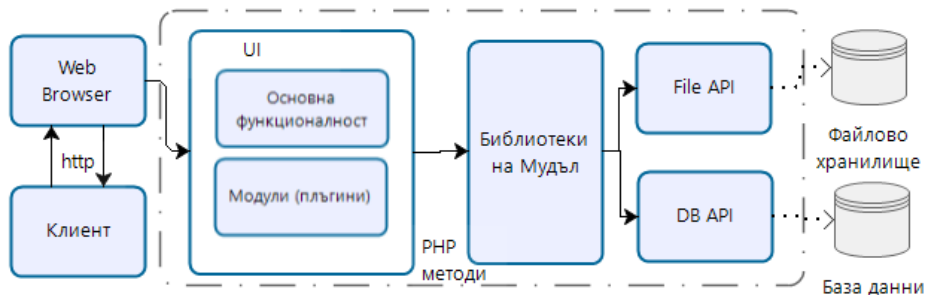 Web
Browser
http
Клиент
UI
Основна
функционалност
Модули (плъгини)
PHP
методи
Библиотеки
на Мудъл
File API
DB API
Файлово
хранилище
База данни